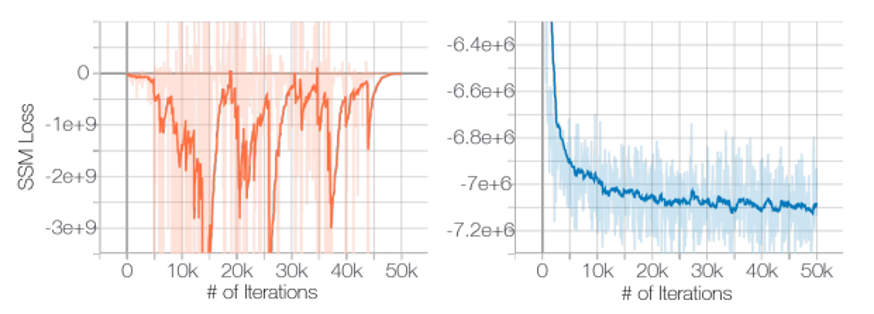 SSM Loss
0
-1e+9
-2e+9
-3e+9
0 10k 20k 30k 40k 50k
# of Iterations
-6.4e+6
-6.6e+6
-6.8e+6
-7e+6
-7.2e+6
0 10k 20k 30k 40k 50k
# of Iterations